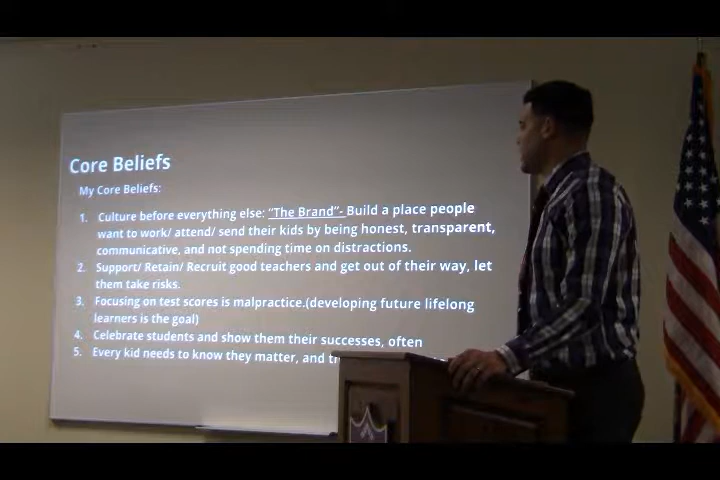 Core Beliefs
My Core Beliefs:
1. Culture before everything else: "The Brand"- Build a place people
want to work/ attend/ send their kids by being honest, transparent,
communicative, and not spending time on distractions.
2. Support/ Retain/ Recruit good teachers and get out of their way, let
them take risks.
3. Focusing on test scores is malpractice.(developing future lifelong
learners is the goal)
4. Celebrate students and show them their successes, often
5. Every kid needs to know they matter, and